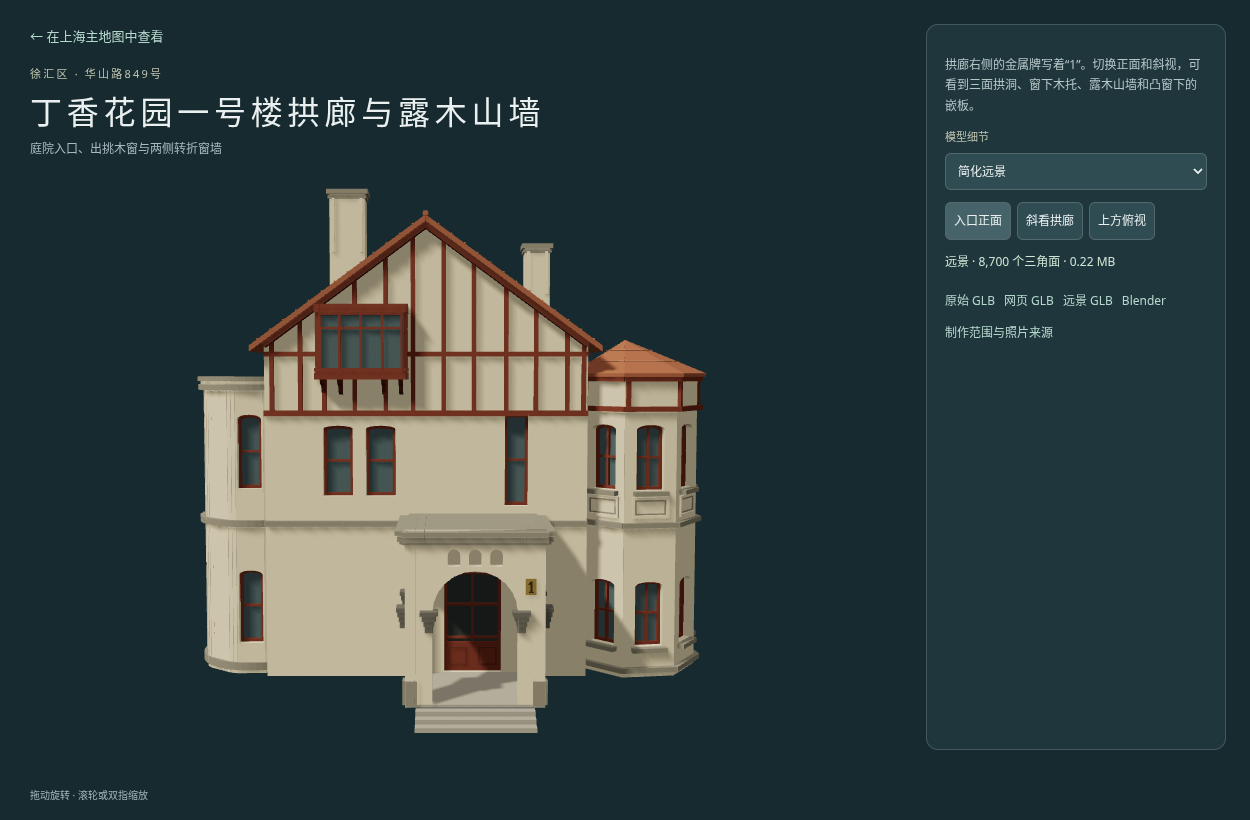 ← 在上海主地图中查看
徐汇区 · 华山路849号
丁香花园一号楼拱廊与露木山墙
庭院入口、出挑木窗与两侧转折窗墙
1
拖动旋转 · 滚轮或双指缩放
拱廊右侧的金属牌写着“1”。切换正面和斜视，可
看到三面拱洞、窗下木托、露木山墙和凸窗下的
嵌板。
模型细节
简化远景
入口正面 斜看拱廊 上方俯视
远景 · 8,700 个三角面 · 0.22 MB
原始 GLB 网页 GLB 远景 GLB Blender
制作范围与照片来源